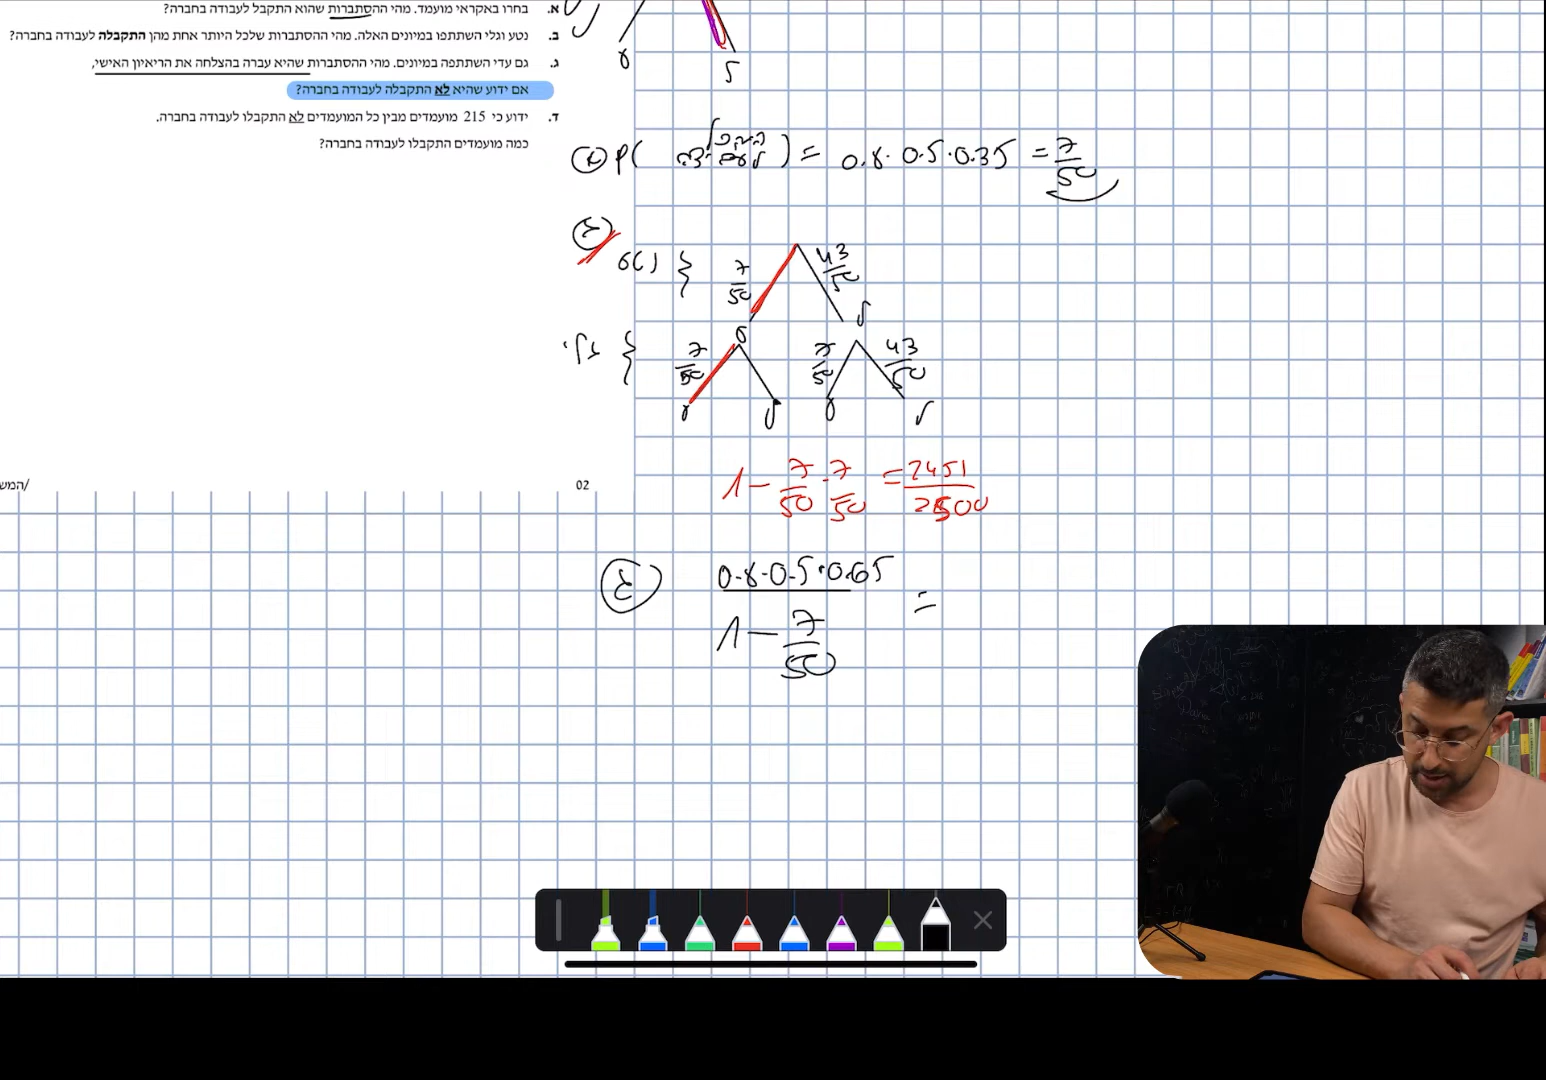 א. בחרו באקראי מועמד. מהי ההסתברות שהוא התקבל לעבודה בחברה?
ב. נטע וגלי השתתפו במיונים האלה. מהי ההסתברות שלכל היותר אחת מהן התקבלה לעבודה בחברה?
ג. גם עדי השתתפה במיונים. מהי ההסתברות שהיא עברה בהצלחה את הריאיון האישי,
אם ידוע שהיא לא התקבלה לעבודה בחברה?
ד. ידוע כי 215 מועמדים מבין כל המועמדים לא התקבלו לעבודה בחברה.
כמה מועמדים התקבלו לעבודה בחברה?
/המש
02
א P( ) = 0.8 · 0.5 · 0.35 = 7/50
ב
נטע } 7/50 43/50
ע ל
גלי } 7/50 7/50 43/50
ע ל ע ל
1 - 7/50 · 7/50 = 2451/2500
ג 0.8 · 0.5 · 0.65 / 1 - 7/50 =